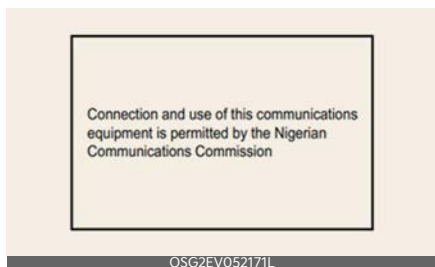 Connection and use of this communications
equipment is permitted by the Nigerian
Communications Commission
OSG2EV052171L